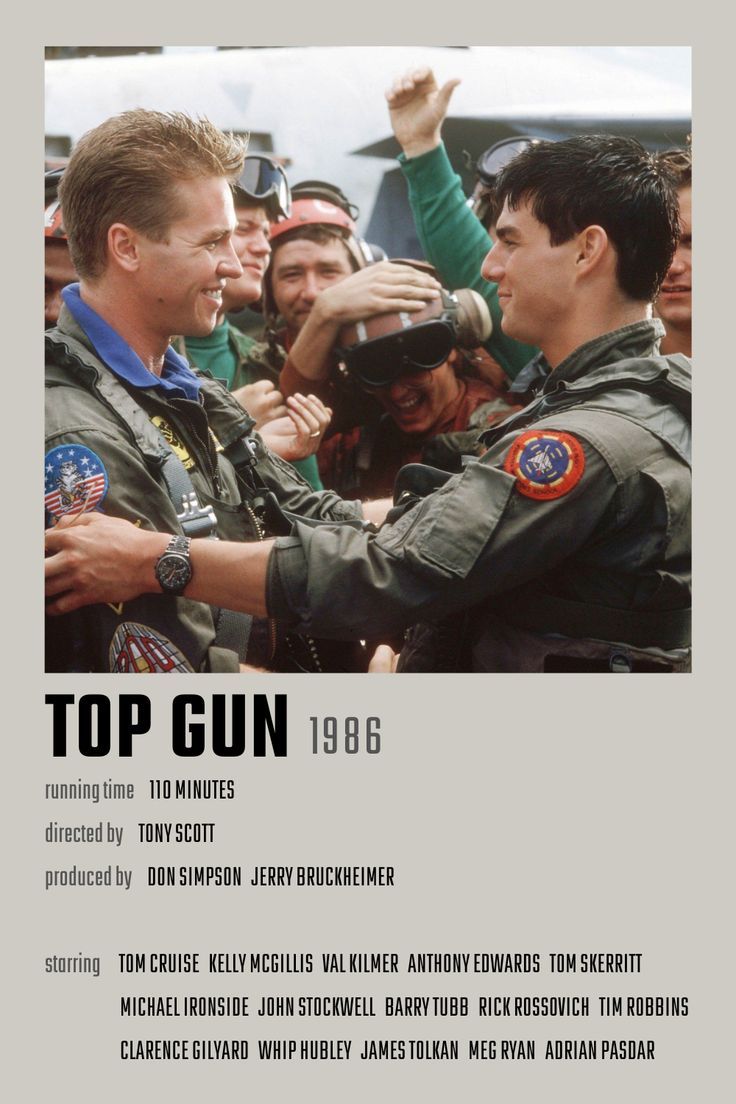 TOP GUN 1986
running time 110 MINUTES
directed by TONY SCOTT
produced by DON SIMPSON JERRY BRUCKHEIMER
starring TOM CRUISE KELLY MCGILLIS VAL KILMER ANTHONY EDWARDS TOM SKERRITT
MICHAEL IRONSIDE JOHN STOCKWELL BARRY TUBB RICK ROSSOVICH TIM ROBBINS
CLARENCE GILYARD WHIP HUBLEY JAMES TOLKAN MEG RYAN ADRIAN PASDAR